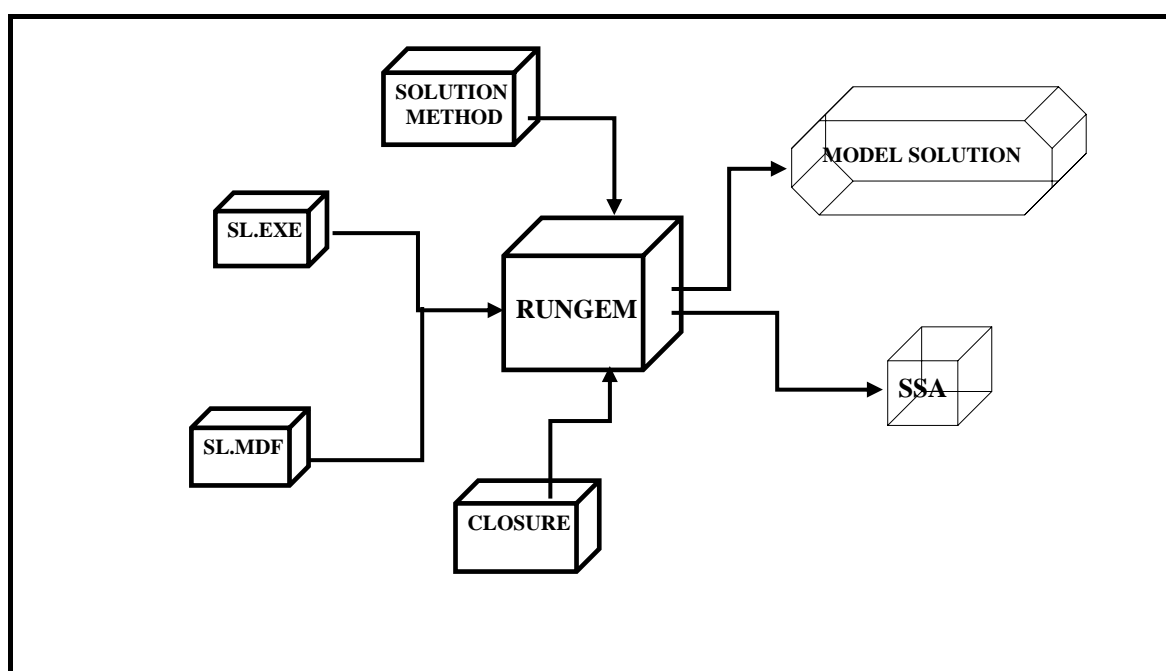 SOLUTION
METHOD
MODEL SOLUTION
SL.EXE
RUNGEM
SSA
SL.MDF
CLOSURE